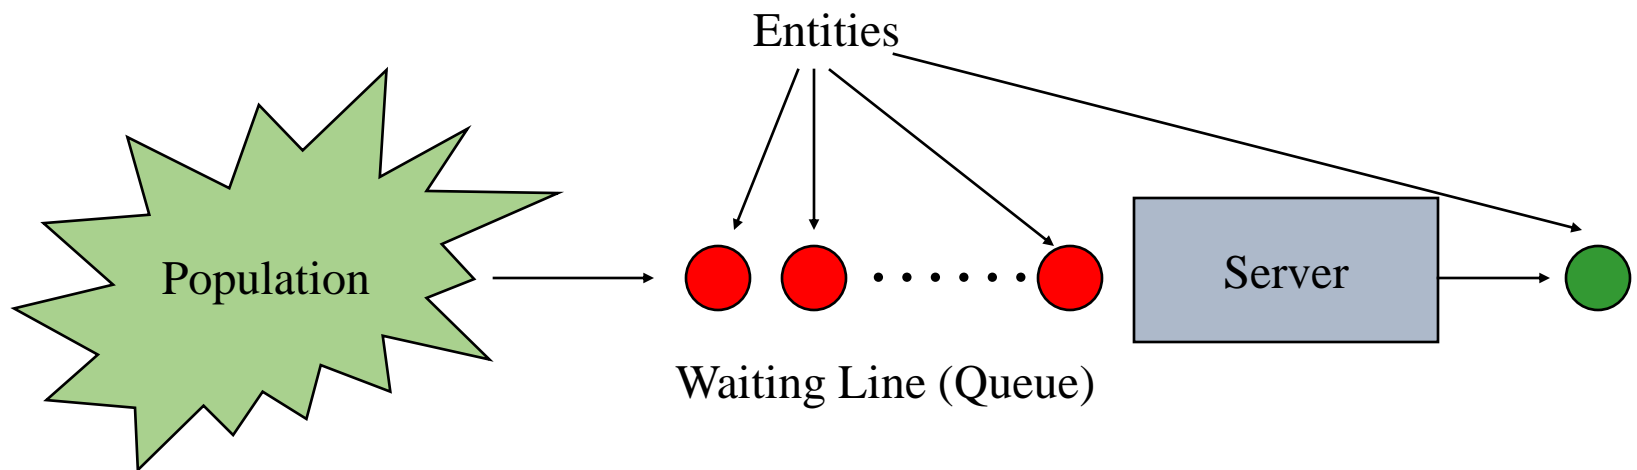 Entities
Population
Server
Waiting Line (Queue)